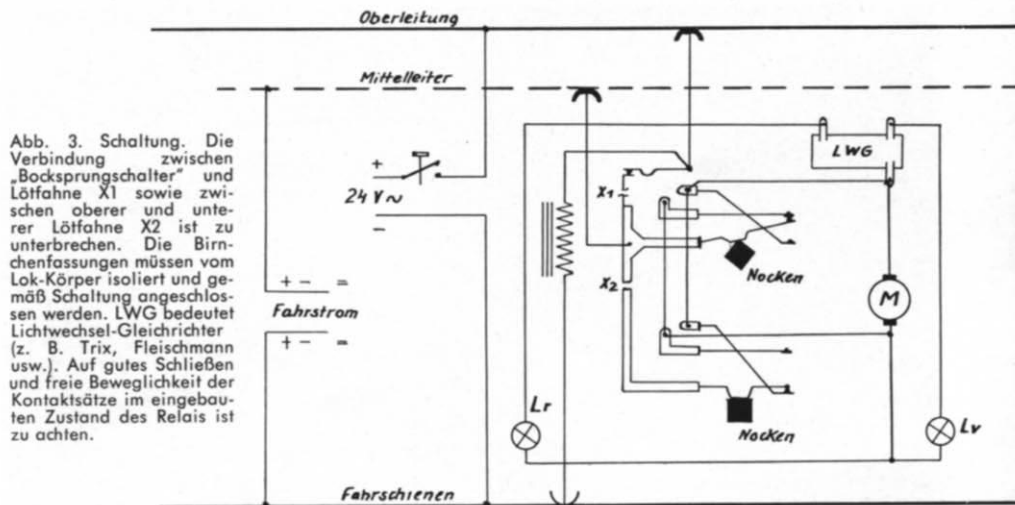 Oberleitung
Mittelleiter
Abb. 3. Schaltung. Die
Verbindung zwischen
„Bocksprungschalter" und
Lötfahne X1 sowie zwi-
schen oberer und unte-
rer Lötfahne X2 ist zu
unterbrechen. Die Birn-
chenfassungen müssen vom
Lok-Körper isoliert und ge-
mäß Schaltung angeschlos-
sen werden. LWG bedeutet
Lichtwechsel-Gleichrichter
(z. B. Trix, Fleischmann
usw.). Auf gutes Schließen
und freie Beweglichkeit der
Kontaktsätze im eingebau-
ten Zustand des Relais ist
zu achten.
+
24 V ~
-
+ - =
Fahrstrom
+ - =
LWG
X1
Nocken
X2
M
Lr
Nocken
Lv
Fahrschienen